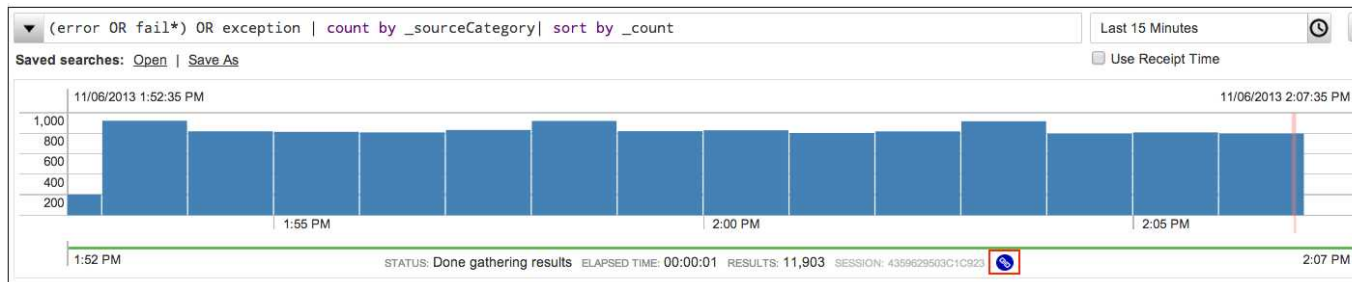 (error OR fail*) OR exception | count by _sourceCategory| sort by _count
Last 15 Minutes
Saved searches: Open | Save As
Use Receipt Time
11/06/2013 1:52:35 PM
11/06/2013 2:07:35 PM
1,000
800
600
400
200
1:55 PM
2:00 PM
2:05 PM
1:52 PM
STATUS: Done gathering results ELAPSED TIME: 00:00:01 RESULTS: 11,903 SESSION: 4359629503C1C923
2:07 PM